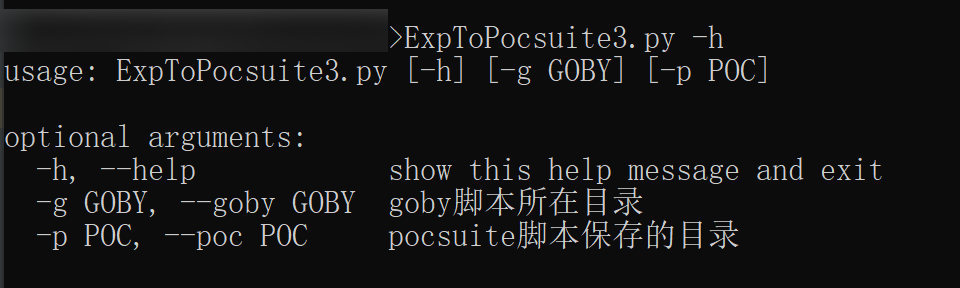 >ExpToPocsuite3.py -h
usage: ExpToPocsuite3.py [-h] [-g GOBY] [-p POC]
optional arguments:
-h, --help show this help message and exit
-g GOBY, --goby GOBY goby脚本所在目录
-p POC, --poc POC pocsuite脚本保存的目录